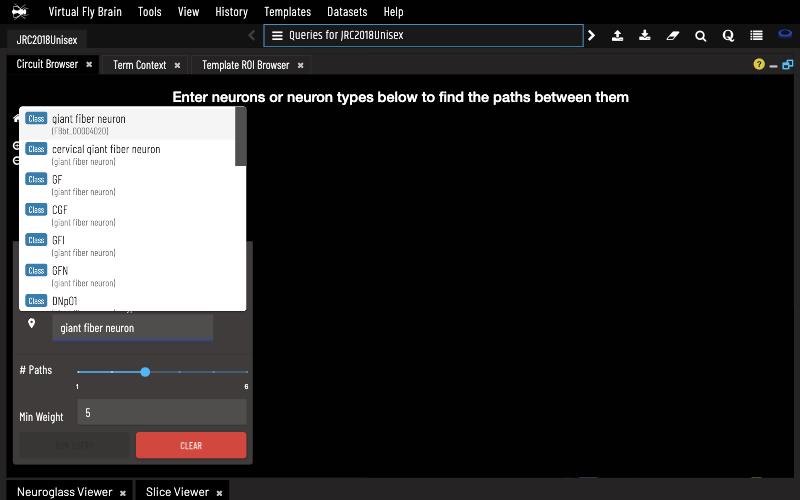 Virtual Fly Brain Tools View History Templates Datasets Help
JRC2018Unisex
Queries for JRC2018Unisex
Circuit Browser
Term Context
Template ROI Browser
Enter neurons or neuron types below to find the paths between them
Class giant fiber neuron
(FBbt_00004020)
Class cervical giant fiber neuron
(giant fiber neuron)
Class GF
(giant fiber neuron)
Class CGF
(giant fiber neuron)
Class GFI
(giant fiber neuron)
Class GFN
(giant fiber neuron)
Class DNp01
giant fiber neuron
# Paths
1 6
Min Weight 5
RUN QUERY CLEAR
Neuroglass Viewer
Slice Viewer